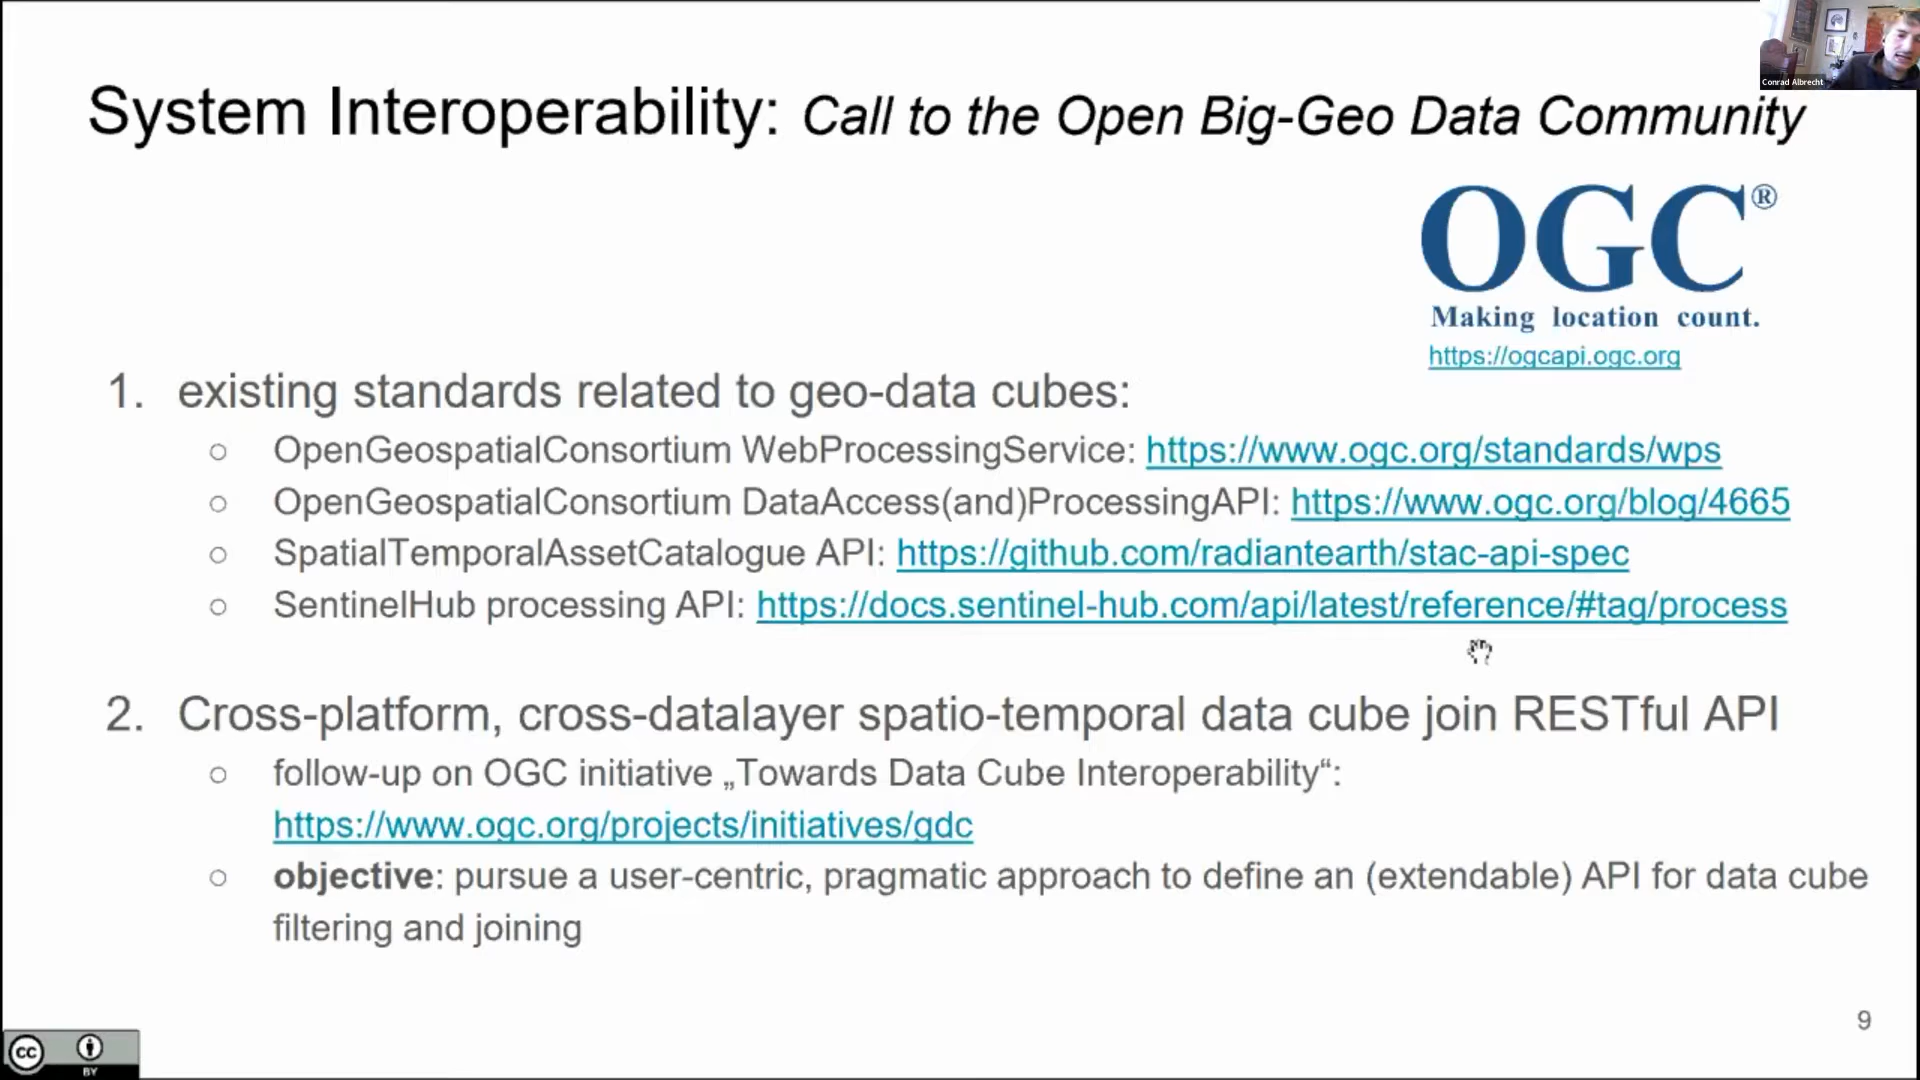 Conrad Albrecht
System Interoperability: Call to the Open Big-Geo Data Community
OGC®
Making location count.
https://ogcapi.ogc.org
1. existing standards related to geo-data cubes:
○ OpenGeospatialConsortium WebProcessingService: https://www.ogc.org/standards/wps
○ OpenGeospatialConsortium DataAccess(and)ProcessingAPI: https://www.ogc.org/blog/4665
○ SpatialTemporalAssetCatalogue API: https://github.com/radiantearth/stac-api-spec
○ SentinelHub processing API: https://docs.sentinel-hub.com/api/latest/reference/#tag/process
2. Cross-platform, cross-datalayer spatio-temporal data cube join RESTful API
○ follow-up on OGC initiative „Towards Data Cube Interoperability“:
https://www.ogc.org/projects/initiatives/gdc
○ objective: pursue a user-centric, pragmatic approach to define an (extendable) API for data cube
filtering and joining
9
cc
BY